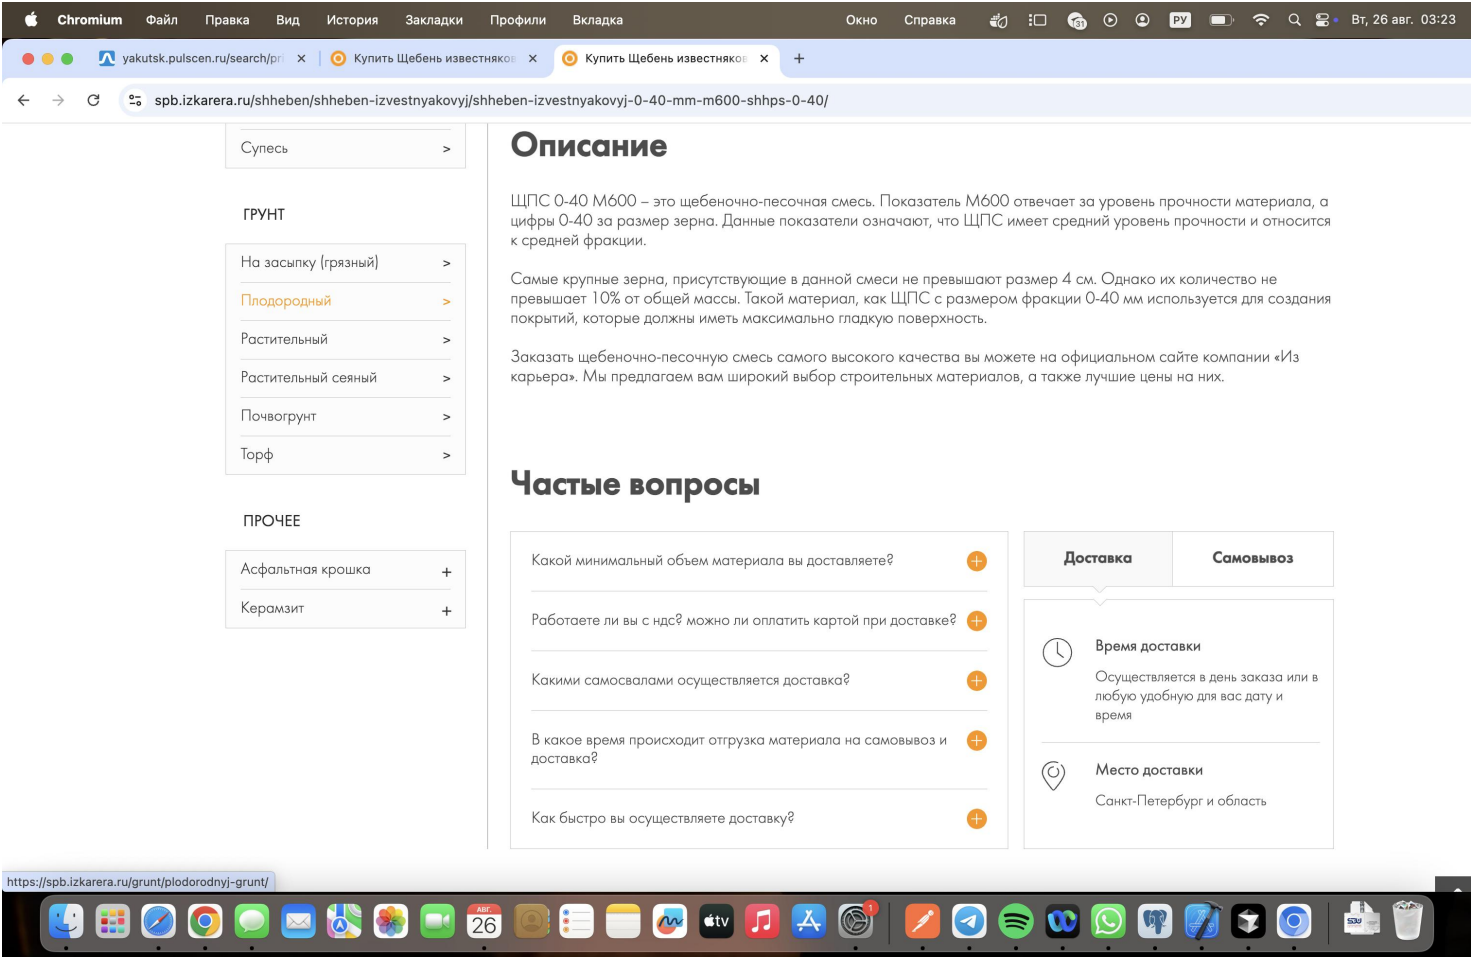 Chromium Файл Правка Вид История Закладки Профили Вкладка Окно Справка 31 РУ Вт, 26 авг. 03:23
yakutsk.pulscen.ru/search/pri Купить Щебень известняков Купить Щебень известняков
spb.izkarera.ru/shheben/shheben-izvestnyakovyj/shheben-izvestnyakovyj-0-40-mm-m600-shhps-0-40/
Супесь >
ГРУНТ
На засыпку (грязный) >
Плодородный >
Растительный >
Растительный сеяный >
Почвогрунт >
Торф >
ПРОЧЕЕ
Асфальтная крошка +
Керамзит +
Описание
ЩПС 0-40 М600 – это щебеночно-песочная смесь. Показатель М600 отвечает за уровень прочности материала, а
цифры 0-40 за размер зерна. Данные показатели означают, что ЩПС имеет средний уровень прочности и относится
к средней фракции.
Самые крупные зерна, присутствующие в данной смеси не превышают размер 4 см. Однако их количество не
превышает 10% от общей массы. Такой материал, как ЩПС с размером фракции 0-40 мм используется для создания
покрытий, которые должны иметь максимально гладкую поверхность.
Заказать щебеночно-песочную смесь самого высокого качества вы можете на официальном сайте компании «Из
карьера». Мы предлагаем вам широкий выбор строительных материалов, а также лучшие цены на них.
Частые вопросы
Какой минимальный объем материала вы доставляете?
Работаете ли вы с ндс? можно ли оплатить картой при доставке?
Какими самосвалами осуществляется доставка?
В какое время происходит отгрузка материала на самовывоз и
доставка?
Как быстро вы осуществляете доставку?
Доставка Самовывоз
Время доставки
Осуществляется в день заказа или в
любую удобную для вас дату и
время
Место доставки
Санкт-Петербург и область
https://spb.izkarera.ru/grunt/plodorodnyj-grunt/
АВГ.
26
tv
1